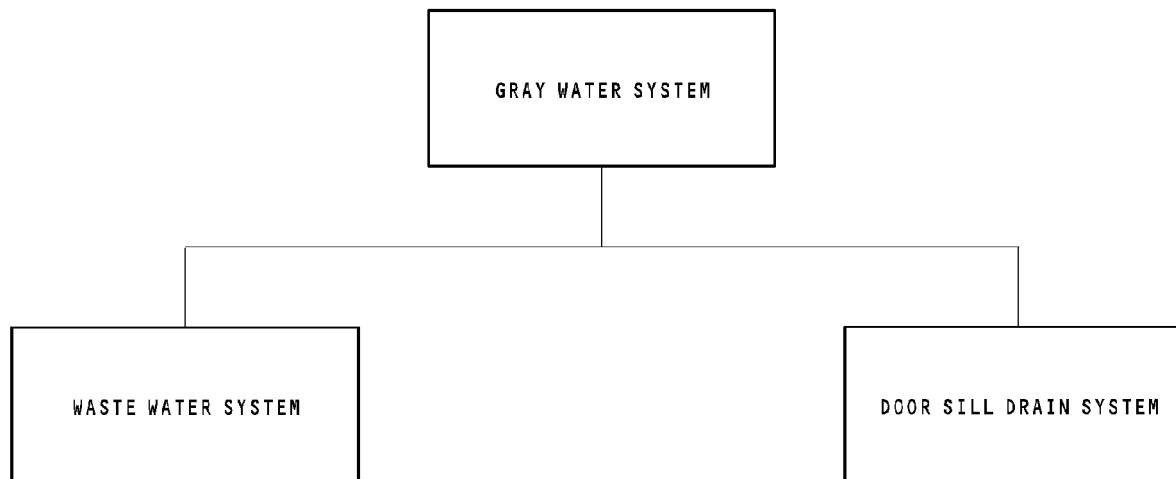 GRAY WATER SYSTEM
WASTE WATER SYSTEM
DOOR SILL DRAIN SYSTEM